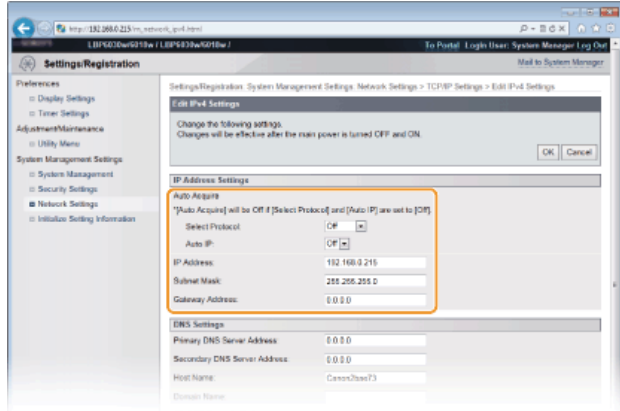 http://192.168.0.215/m_network_ipv4.html
LBP6030w/6018w / LBP6030w/6018w /
To Portal Login User: System Manager Log Out
Settings/Registration
Mail to System Manager
Preferences
Display Settings
Timer Settings
Adjustment/Maintenance
Utility Menu
System Management Settings
System Management
Security Settings
Network Settings
Initialize Setting Information
Settings/Registration: System Management Settings: Network Settings > TCP/IP Settings > Edit IPv4 Settings
Edit IPv4 Settings
Change the following settings.
Changes will be effective after the main power is turned OFF and ON.
OK Cancel
IP Address Settings
Auto Acquire
*[Auto Acquire] will be Off if [Select Protocol] and [Auto IP] are set to [Off].
Select Protocol: Off
Auto IP: Off
IP Address: 192.168.0.215
Subnet Mask: 255.255.255.0
Gateway Address: 0.0.0.0
DNS Settings
Primary DNS Server Address: 0.0.0.0
Secondary DNS Server Address: 0.0.0.0
Host Name:
Domain Name: